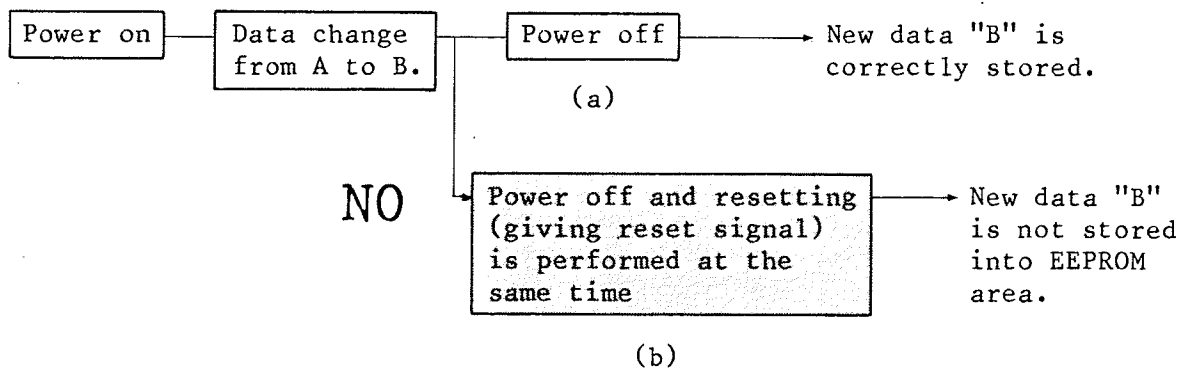 Power on
Data change
from A to B.
Power off
New data "B" is
correctly stored.
(a)
NO
Power off and resetting
(giving reset signal)
is performed at the
same time
New data "B"
is not stored
into EEPROM
area.
(b)